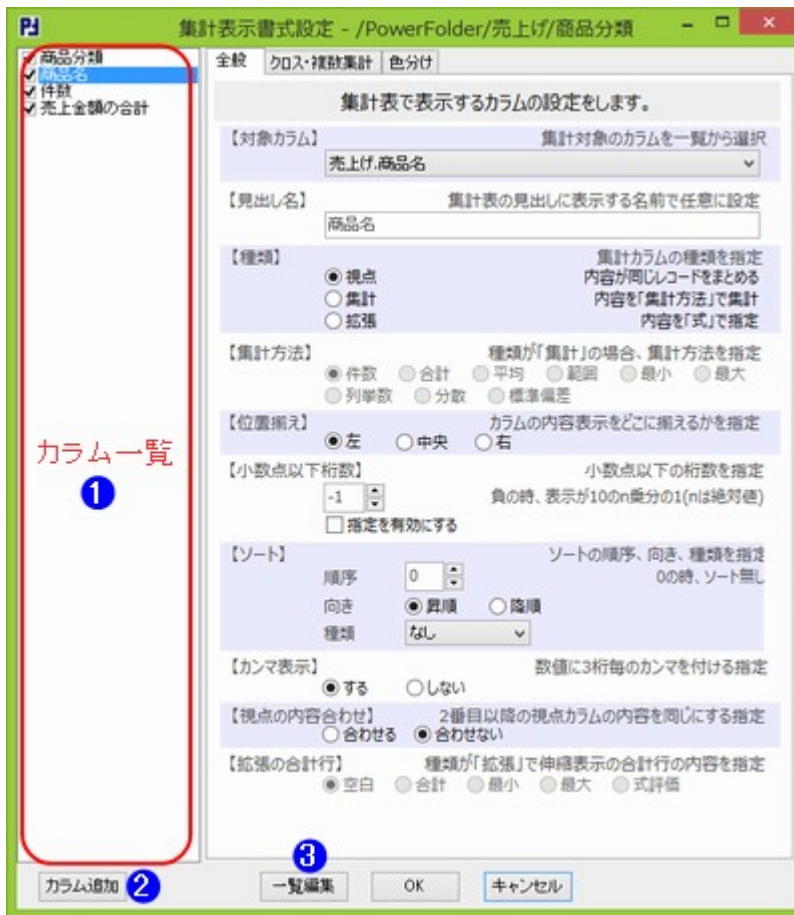 集計表示書式設定 - /PowerFolder/売上げ/商品分類
商品分類
商品名
件数
売上金額の合計
カラム一覧
1
全般 クロス・複数集計 色分け
集計表で表示するカラムの設定をします。
【対象カラム】 集計対象のカラムを一覧から選択
売上げ.商品名
【見出し名】 集計表の見出しに表示する名前で任意に設定
商品名
【種類】 集計カラムの種類を指定
視点 内容が同じレコードをまとめる
集計 内容を「集計方法」で集計
拡張 内容を「式」で指定
【集計方法】 種類が「集計」の場合、集計方法を指定
件数 合計 平均 範囲 最小 最大
列挙数 分散 標準偏差
【位置揃え】 カラムの内容表示をどこに揃えるかを指定
左 中央 右
【小数点以下桁数】 小数点以下の桁数を指定
-1 負の時、表示が10のn乗分の1(nは絶対値)
指定を有効にする
【ソート】 ソートの順序、向き、種類を指定
順序 0 0の時、ソート無し
向き 昇順 降順
種類 なし
【カンマ表示】 数値に3桁毎のカンマを付ける指定
する しない
【視点の内容合わせ】 2番目以降の視点カラムの内容を同じにする指定
合わせる 合わせない
【拡張の合計行】 種類が「拡張」で伸縮表示の合計行の内容を指定
空白 合計 最小 最大 式評価
3
カラム追加 2 一覧編集 OK キャンセル